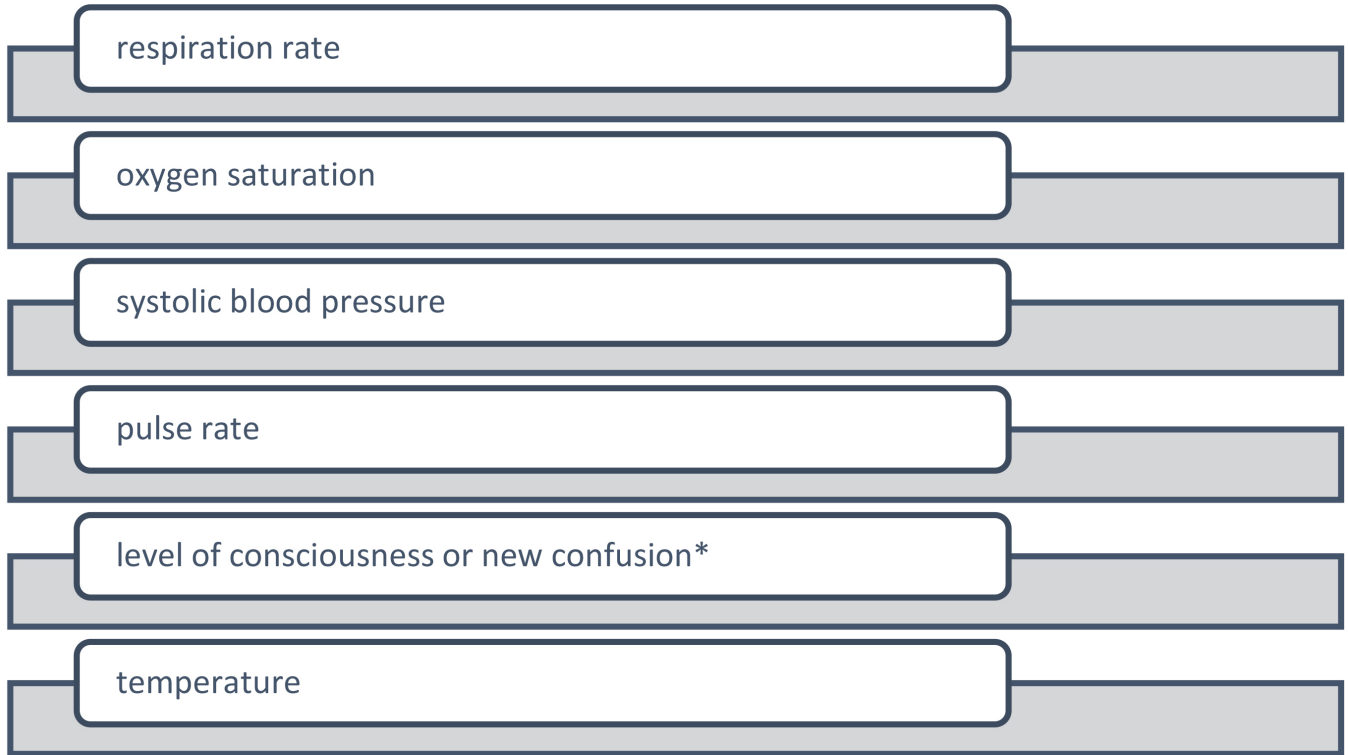 respiration rate
oxygen saturation
systolic blood pressure
pulse rate
level of consciousness or new confusion*
temperature